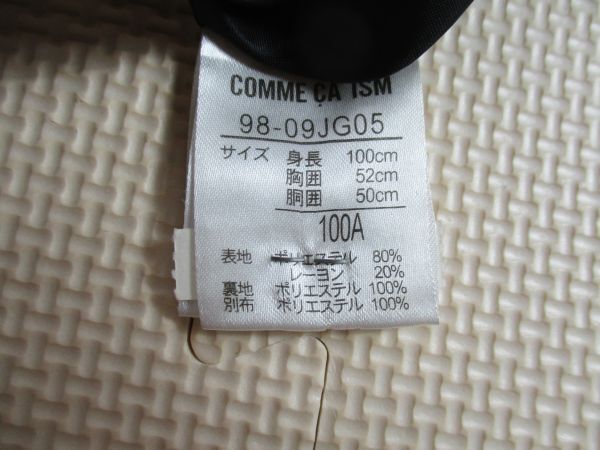 COMME ÇA ISM
98-09JG05
サイズ 身長 100cm
胸囲 52cm
胴囲 50cm
100A
表地 ポリエステル 80%
レーヨン 20%
裏地 ポリエステル 100%
別布 ポリエステル 100%